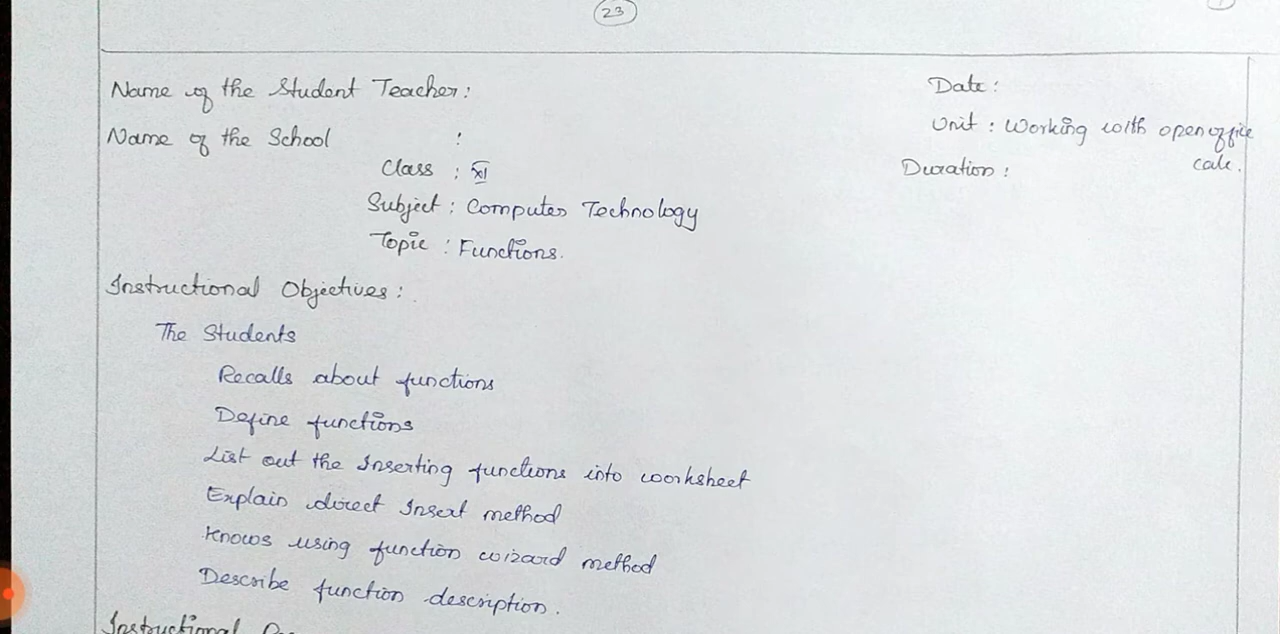 23
Name of the Student Teacher :
Date :
Name of the School :
Unit : Working with openoffice calc.
Class : XI
Duration :
Subject : Computer Technology
Topic : Functions.
Instructional Objectives :
The Students
Recalls about functions
Define functions
List out the Inserting functions into worksheet
Explain direct Insert method
Knows using function wizard method
Describe function description.
Instructional